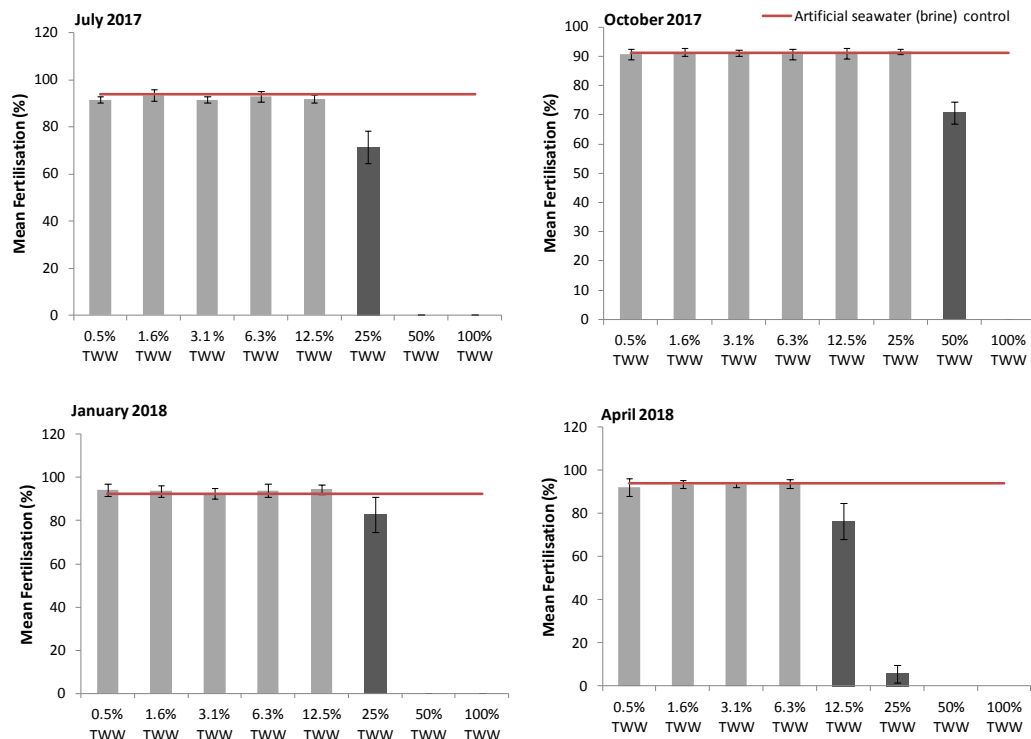 July 2017
120
100
80
60
40
20
0
Mean Fertilisation (%)
0.5% 1.6% 3.1% 6.3% 12.5% 25% 50% 100%
TWW TWW TWW TWW TWW TWW TWW TWW
October 2017
Artificial seawater (brine) control
100
90
80
70
60
50
40
30
20
10
0
Mean Fertilisation (%)
0.5% 1.6% 3.1% 6.3% 12.5% 25% 50% 100%
TWW TWW TWW TWW TWW TWW TWW TWW
January 2018
120
100
80
60
40
20
0
Mean Fertilisation (%)
0.5% 1.6% 3.1% 6.3% 12.5% 25% 50% 100%
TWW TWW TWW TWW TWW TWW TWW TWW
April 2018
120
100
80
60
40
20
0
Mean Fertilisation (%)
0.5% 1.6% 3.1% 6.3% 12.5% 25% 50% 100%
TWW TWW TWW TWW TWW TWW TWW TWW